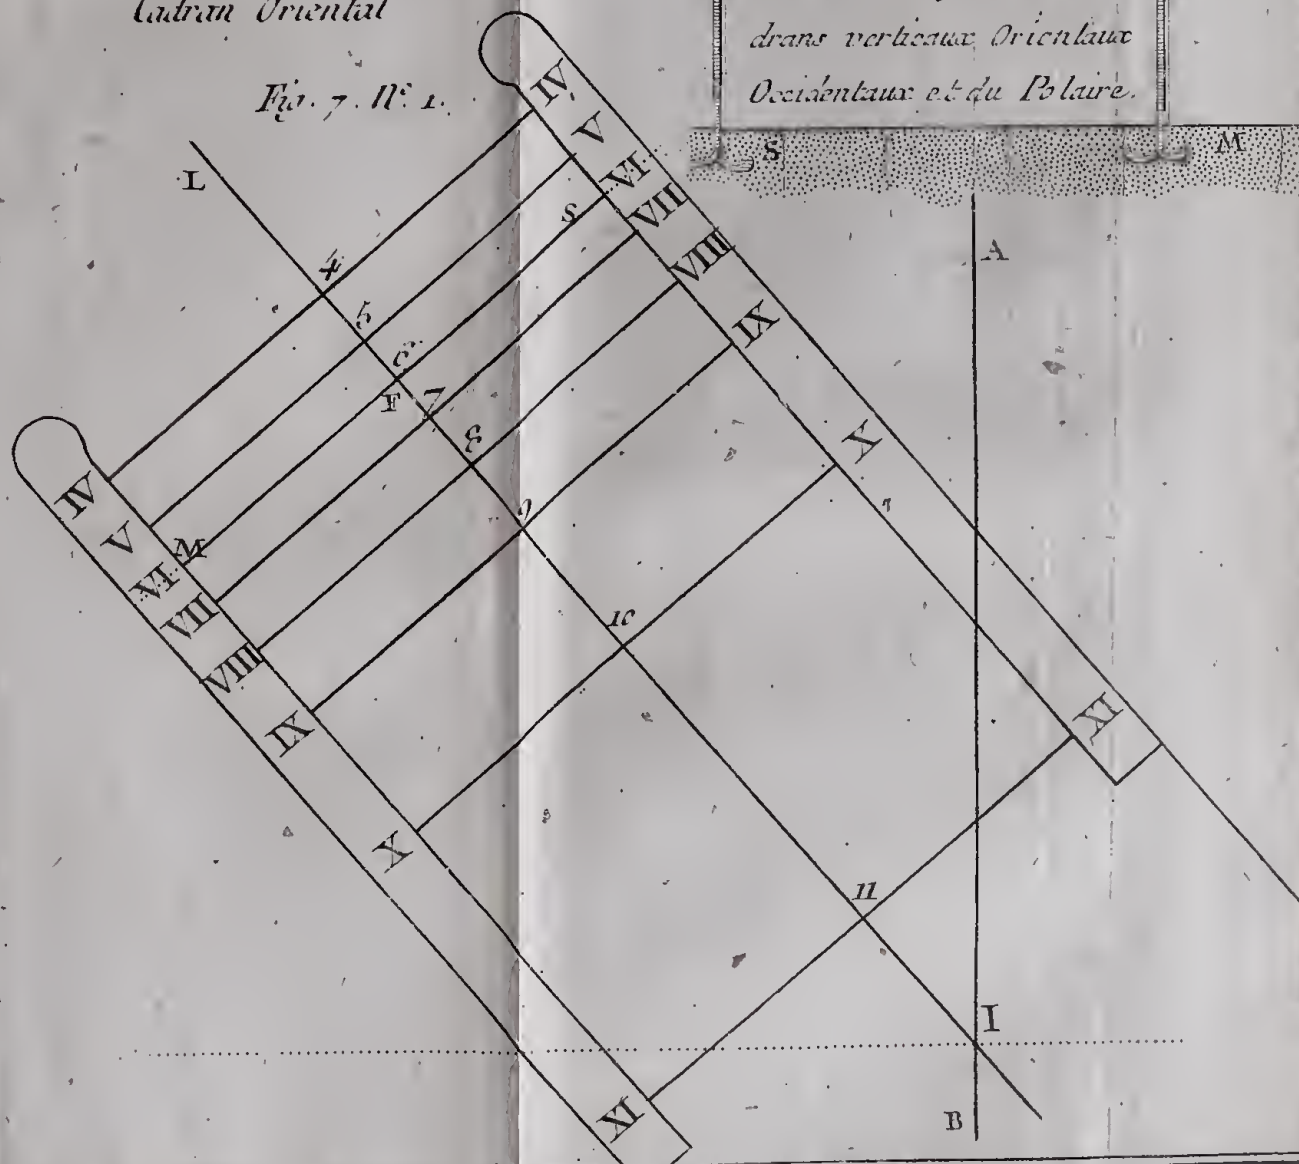 Cadran Oriental
Fig. 7. N.º 1.
drans verticaux Orientaux
Occidentaux et du Polaire.
S M
L
A
IV
V
VI
VII
VIII
IX
X
XI
S
4
5
6
F 7
8
9
10
11
M
IV
V
VI
VII
VIII
IX
X
XI
I
B